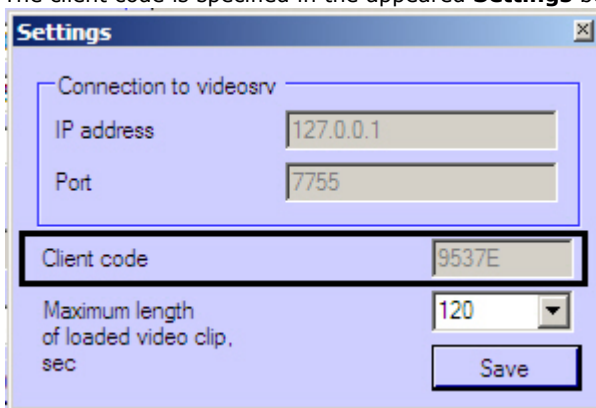 The client code is specified in the appeared Settings b
Settings
Connection to videosrv
IP address 127.0.0.1
Port 7755
Client code 9537E
Maximum length 120
of loaded video clip,
sec
Save